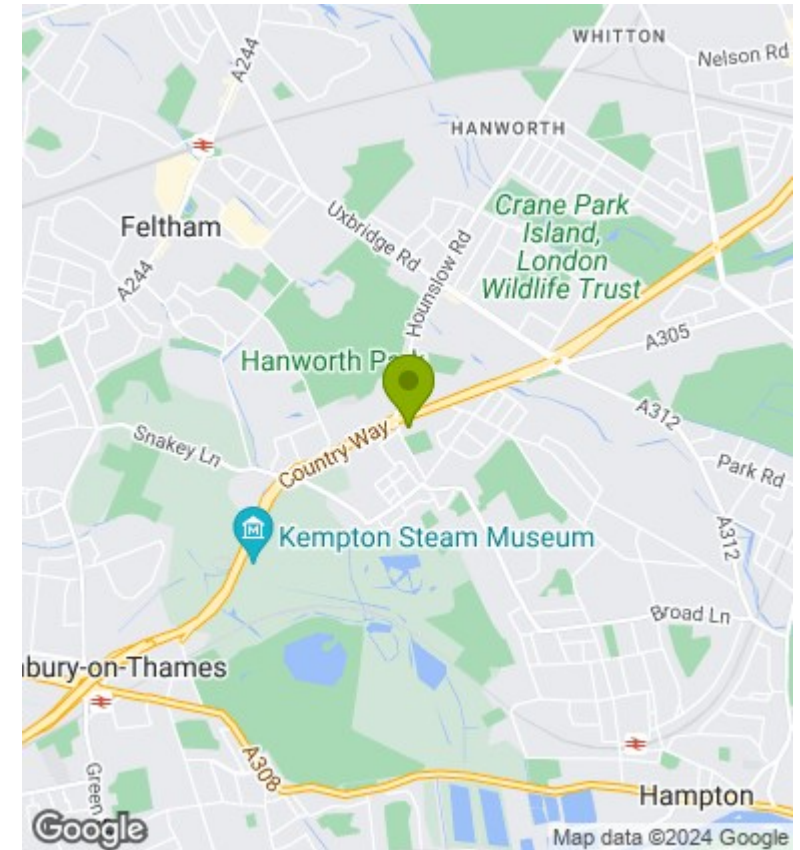 WHITTON
Nelson Rd
A244
HANWORTH
Crane Park
Island,
London
Wildlife Trust
Uxbridge Rd
Feltham
Hounslow Rd
A244
A305
Hanworth Park
A312
Snakey Ln
Country Way
Park Rd
Kempton Steam Museum
A312
Broad Ln
nbury-on-Thames
A308
Green
Hampton
Google
Map data ©2024 Google